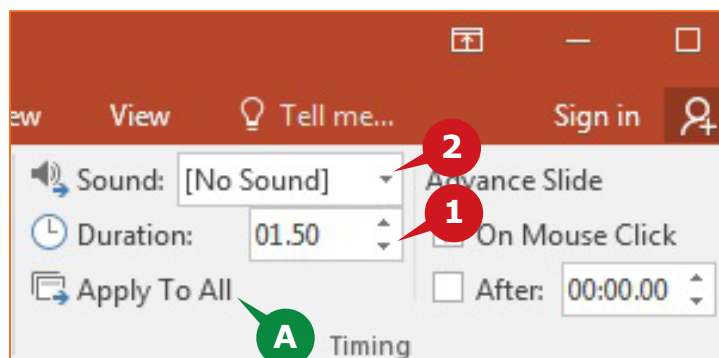 ew View Tell me... Sign in
Sound: [No Sound] 2 Advance Slide
Duration: 01.50 1 On Mouse Click
Apply To All A After: 00:00.00
Timing